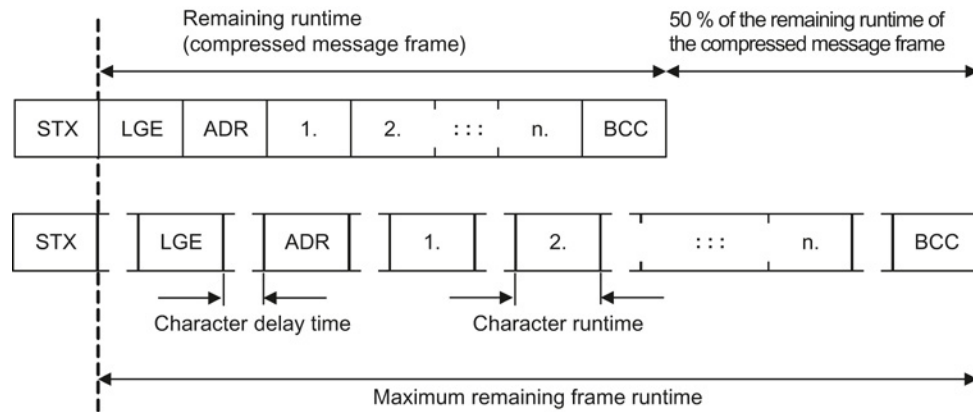 Remaining runtime
(compressed message frame)
50 % of the remaining runtime of
the compressed message frame
STX LGE ADR 1. 2. : : : n. BCC
STX LGE ADR 1. 2. : : : n. BCC
Character delay time Character runtime
Maximum remaining frame runtime